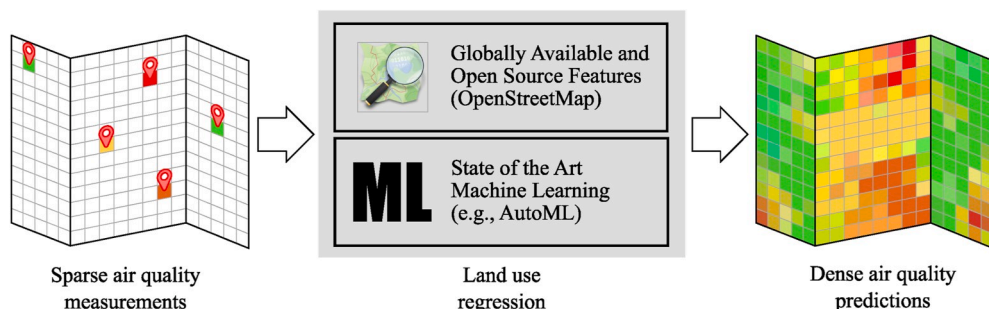 Globally Available and
Open Source Features
(OpenStreetMap)
ML
State of the Art
Machine Learning
(e.g., AutoML)
Sparse air quality
measurements
Land use
regression
Dense air quality
predictions